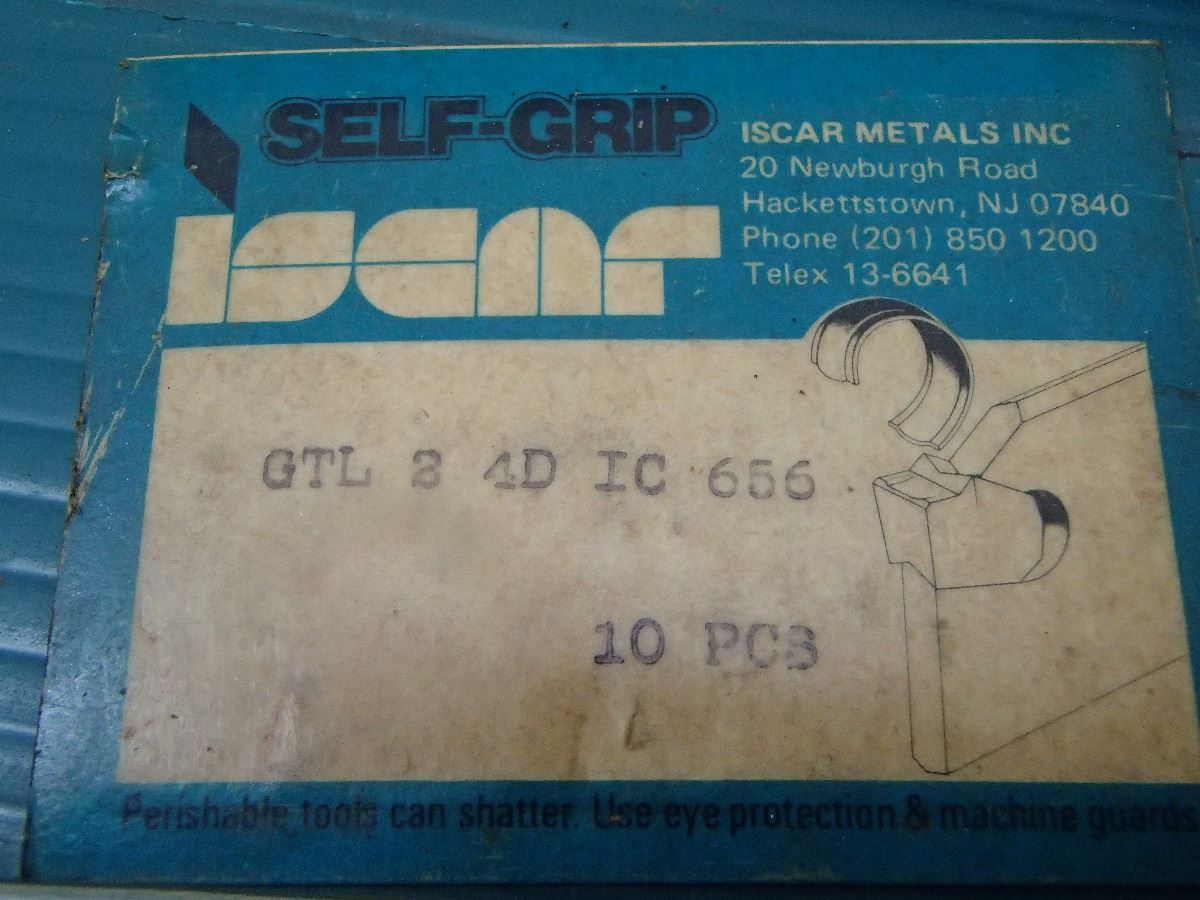 SELF-GRIP
iscar
ISCAR METALS INC
20 Newburgh Road
Hackettstown, NJ 07840
Phone (201) 850 1200
Telex 13-6641
GTL 3 4D IC 656
10 PCS
Perishable tools can shatter. Use eye protection & machine guards